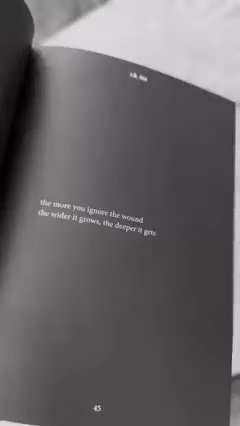 r.h. Sin
the more you ignore the wound
the wider it grows, the deeper it gets
45